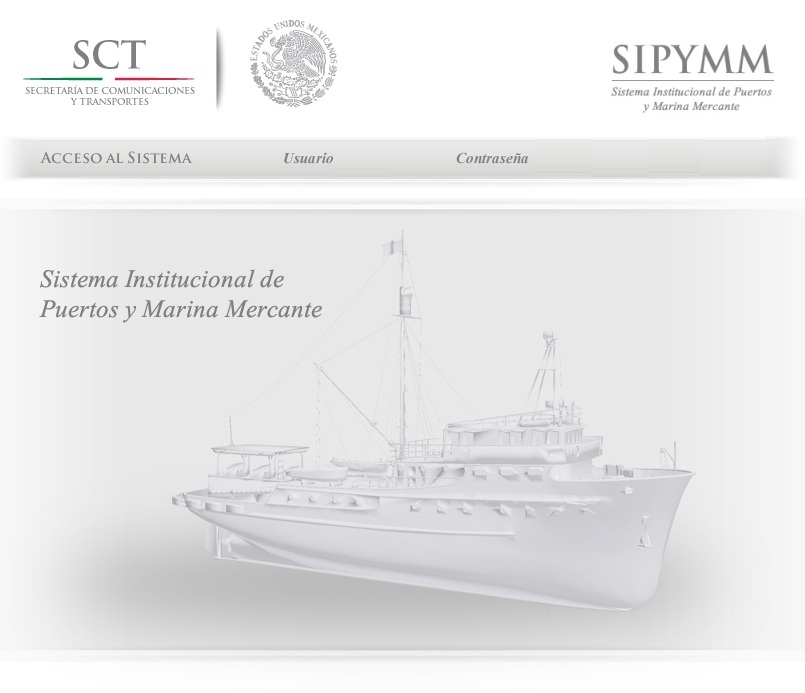 SCT
SECRETARÍA DE COMUNICACIONES
Y TRANSPORTES
ESTADOS UNIDOS MEXICANOS
SIPYMM
Sistema Institucional de Puertos
y Marina Mercante
ACCESO AL SISTEMA
Usuario
Contraseña
Sistema Institucional de
Puertos y Marina Mercante